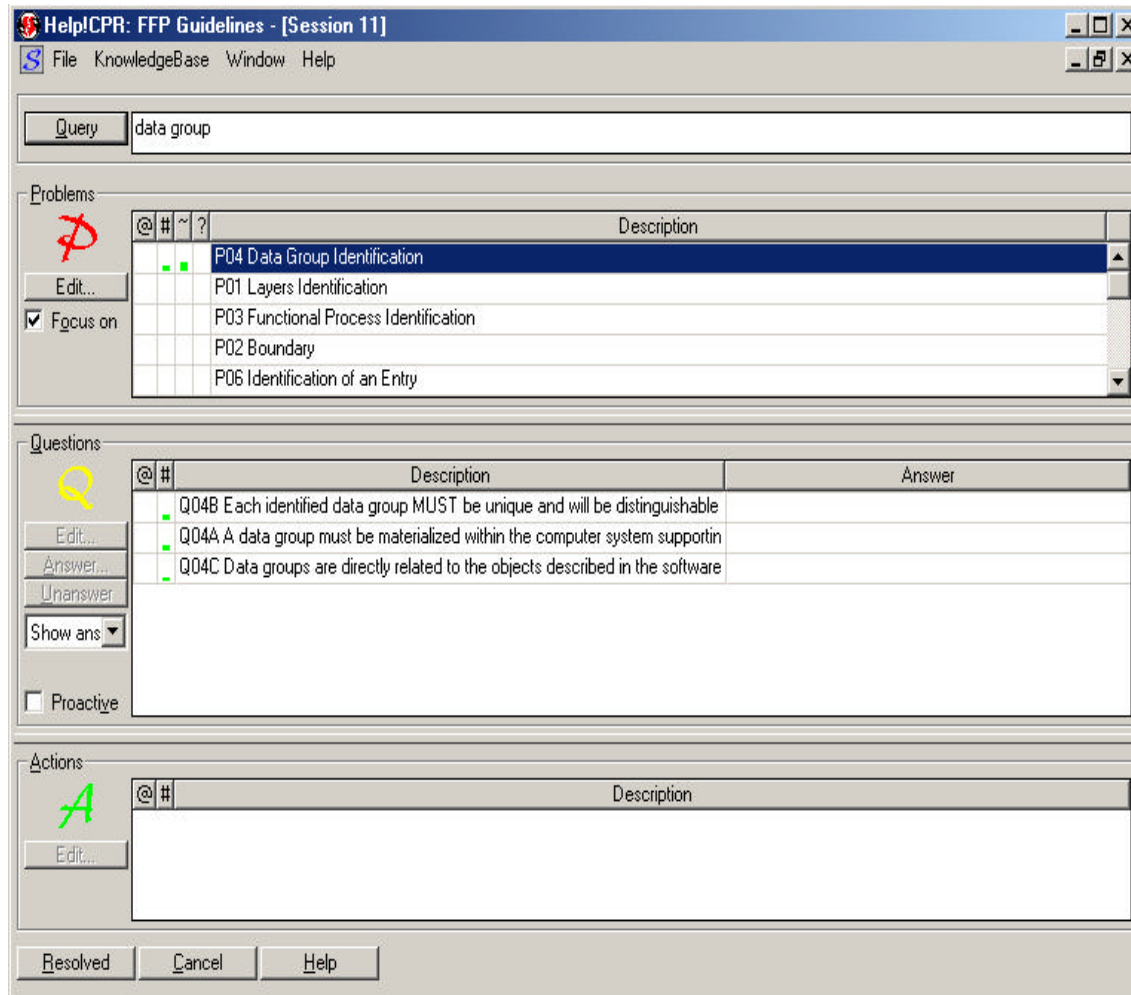 Help!CPR: FFP Guidelines - [Session 11]
S File KnowledgeBase Window Help
Query data group
Problems
P
@ # ~ ? Description
P04 Data Group Identification
Edit... P01 Layers Identification
Focus on P03 Functional Process Identification
P02 Boundary
P06 Identification of an Entry
Questions
Q
@ # Description Answer
Q04B Each identified data group MUST be unique and will be distinguishable
Edit... Q04A A data group must be materialized within the computer system supportin
Answer... Q04C Data groups are directly related to the objects described in the software
Unanswer
Show ans
Proactive
Actions
A
@ # Description
Edit...
Resolved Cancel Help